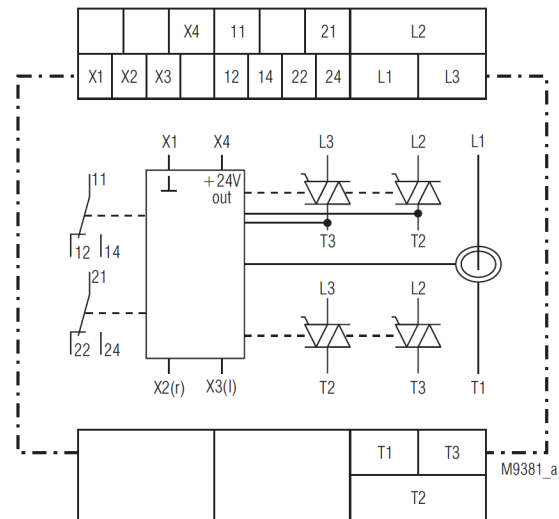 X4 11 21 L2
X1 X2 X3 12 14 22 24 L1 L3
X1 X4 L3 L2 L1
+24V
out
11
T3 T2
12 14
21
L3 L2
22 24
X2(r) X3(l) T2 T3 T1
T1 T3
M9381_a
T2